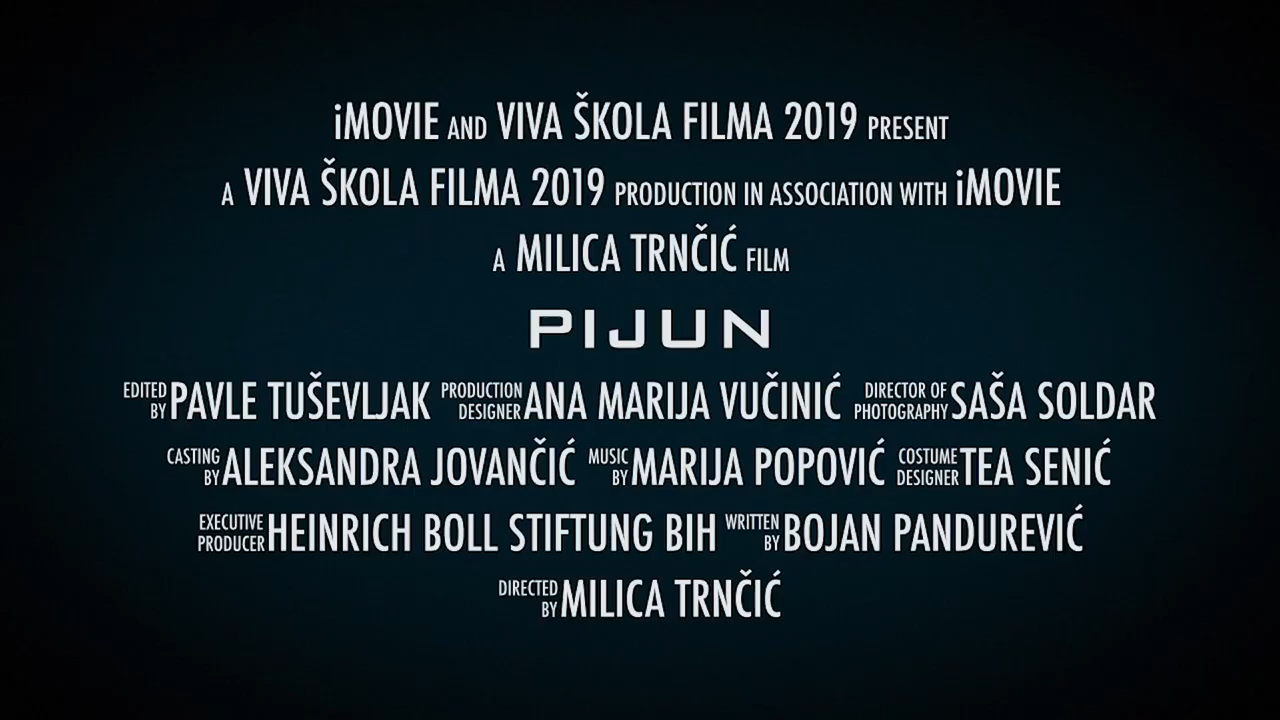 iMOVIE AND VIVA ŠKOLA FILMA 2019 PRESENT
A VIVA ŠKOLA FILMA 2019 PRODUCTION IN ASSOCIATION WITH iMOVIE
A MILICA TRNČIĆ FILM
PIJUN
EDITED BY PAVLE TUŠEVLJAK PRODUCTION DESIGNER ANA MARIJA VUČINIĆ DIRECTOR OF PHOTOGRAPHY SAŠA SOLDAR
CASTING BY ALEKSANDRA JOVANČIĆ MUSIC BY MARIJA POPOVIĆ COSTUME DESIGNER TEA SENIĆ
EXECUTIVE PRODUCER HEINRICH BOLL STIFTUNG BIH WRITTEN BY BOJAN PANDUREVIĆ
DIRECTED BY MILICA TRNČIĆ